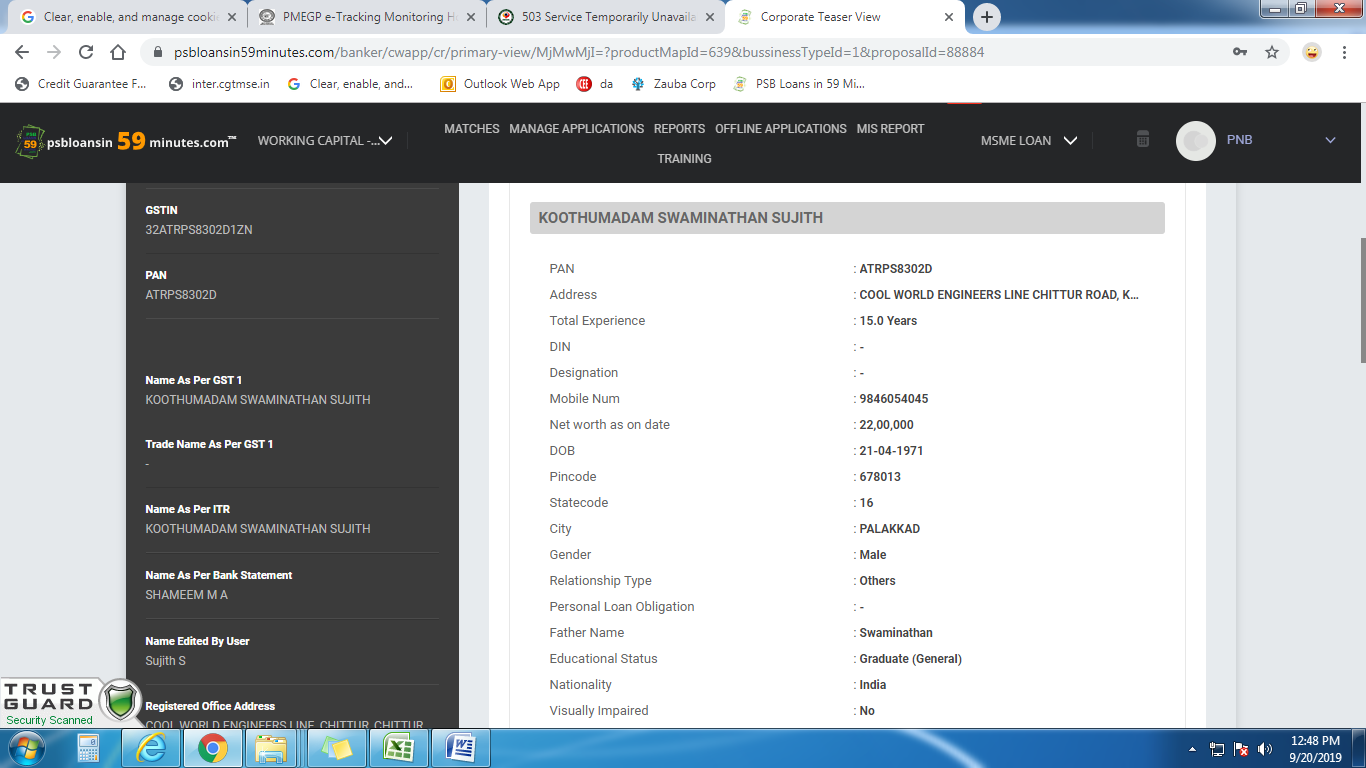 Clear, enable, and manage cooki
PMEGP e-Tracking Monitoring H
503 Service Temporarily Unavaila
Corporate Teaser View
psbloansin59minutes.com/banker/cwapp/cr/primary-view/MjMwMjI=?productMapId=639&bussinessTypeId=1&proposalId=88884
Credit Guarantee F...
inter.cgtmse.in
Clear, enable, and...
Outlook Web App
da
Zauba Corp
PSB Loans in 59 Mi...
psbloansin 59 minutes.com™
WORKING CAPITAL -...
MATCHES MANAGE APPLICATIONS REPORTS OFFLINE APPLICATIONS MIS REPORT
TRAINING
MSME LOAN
PNB
GSTIN
32ATRPS8302D1ZN
PAN
ATRPS8302D
Name As Per GST 1
KOOTHUMADAM SWAMINATHAN SUJITH
Trade Name As Per GST 1
-
Name As Per ITR
KOOTHUMADAM SWAMINATHAN SUJITH
Name As Per Bank Statement
SHAMEEM M A
Name Edited By User
Sujith S
Registered Office Address
COOL WORLD ENGINEERS LINE, CHITTUR, CHITTUR
KOOTHUMADAM SWAMINATHAN SUJITH
PAN : ATRPS8302D
Address : COOL WORLD ENGINEERS LINE CHITTUR ROAD, K...
Total Experience : 15.0 Years
DIN : -
Designation : -
Mobile Num : 9846054045
Net worth as on date : 22,00,000
DOB : 21-04-1971
Pincode : 678013
Statecode : 16
City : PALAKKAD
Gender : Male
Relationship Type : Others
Personal Loan Obligation : -
Father Name : Swaminathan
Educational Status : Graduate (General)
Nationality : India
Visually Impaired : No
TRUST
GUARD
Security Scanned
12:48 PM
9/20/2019